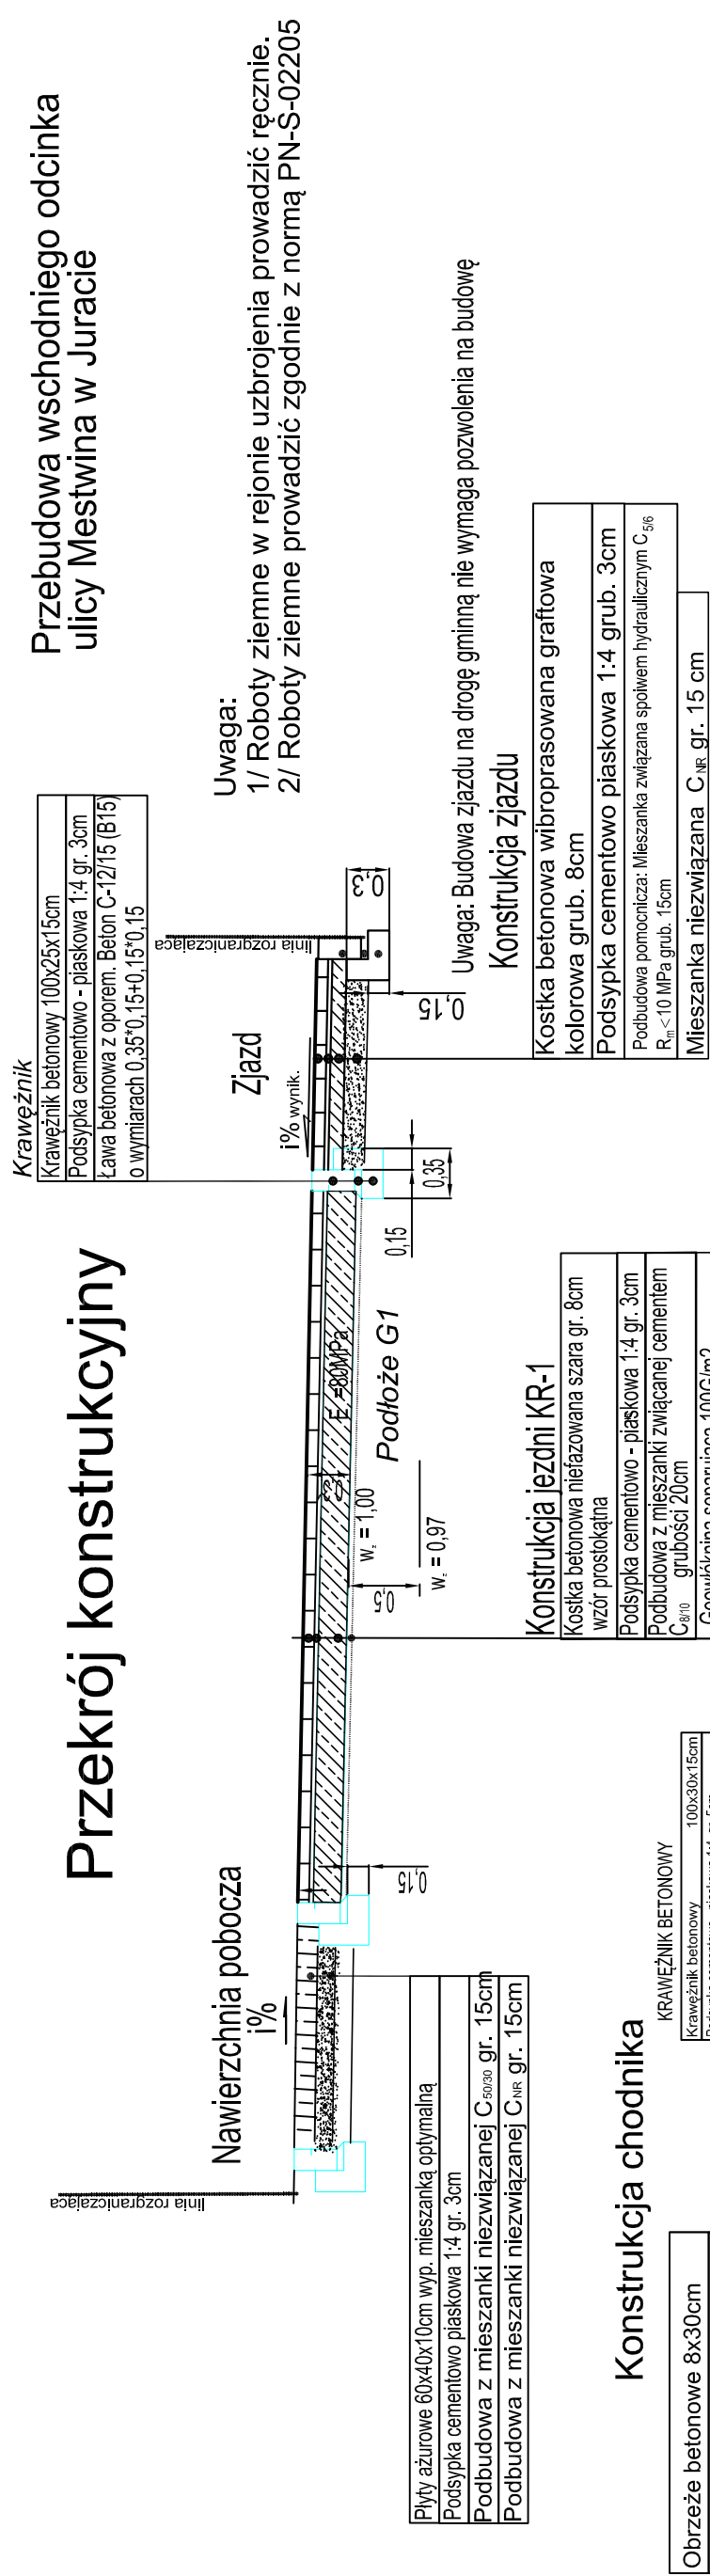 Przebudowa wschodniego odcinka
ulicy Mestwina w Juracie
Przekrój konstrukcyjny
Krawężnik
Krawężnik betonowy 100x25x15cm
Podsypka cementowo - piaskowa 1:4 gr. 3cm
Ława betonowa z oporem. Beton C-12/15 (B15)
o wymiarach 0,35*0,15+0,15*0,15
Uwaga:
1/ Roboty ziemne w rejonie uzbrojenia prowadzić ręcznie.
2/ Roboty ziemne prowadzić zgodnie z normą PN-S-02205
linia rozgraniczająca
Nawierzchnia pobocza
i%
0,15
0,3
E =80MPa
w = 1,00
0,5
w = 0,97
Podłoże G1
0,15
0,35
Zjazd
i% wynik.
linia rozgraniczająca
0,15
0,3
Uwaga: Budowa zjazdu na drogę gminną nie wymaga pozwolenia na budowę
Konstrukcja zjazdu
Kostka betonowa wibroprasowana graftowa
kolorowa grub. 8cm
Podsypka cementowo piaskowa 1:4 grub. 3cm
Podbudowa pomocnicza: Mieszanka związana spoiwem hydraulicznym C5/6
Rm<10 MPa grub. 15cm
Mieszanka niezwiązana CNR gr. 15 cm
Konstrukcja jezdni KR-1
Kostka betonowa niefazowana szara gr. 8cm
wzór prostokątna
Podsypka cementowo - piaskowa 1:4 gr. 3cm
Podbudowa z mieszanki związanej cementem
C8/10 grubości 20cm
Geowłóknina separująca 100G/m2
Płyty ażurowe 60x40x10cm wyp. mieszanką optymalną
Podsypka cementowo piaskowa 1:4 gr. 3cm
Podbudowa z mieszanki niezwiązanej C50/30 gr. 15cm
Podbudowa z mieszanki niezwiązanej CNR gr. 15cm
Konstrukcja chodnika
KRAWĘŻNIK BETONOWY
Krawężnik betonowy 100x30x15cm
Obrzeże betonowe 8x30cm